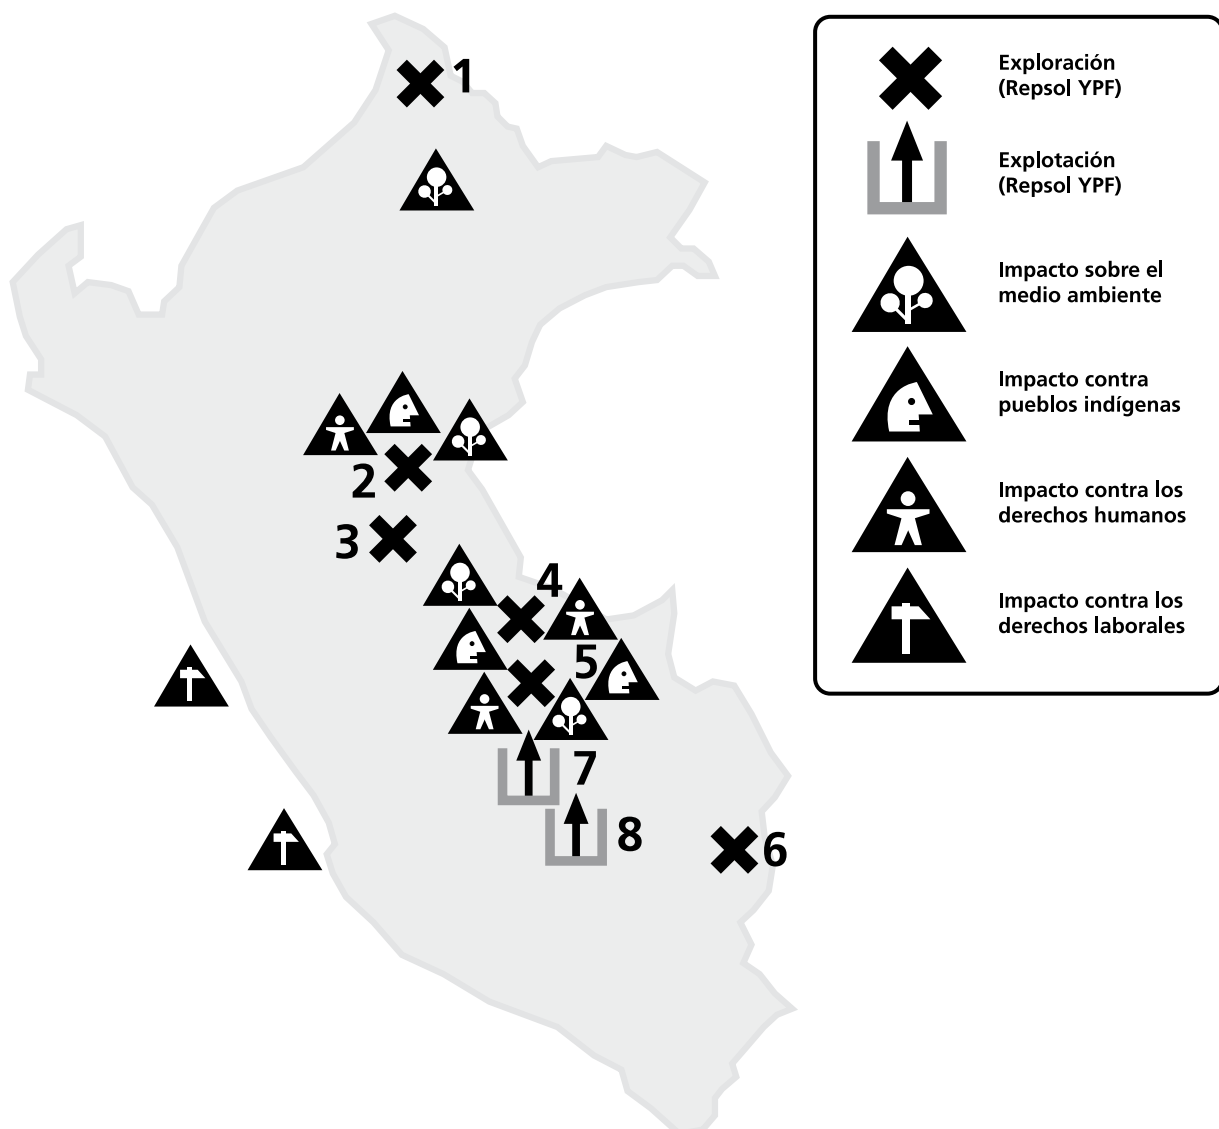 1
2
3
4
5
7
8
6
Exploración
(Repsol YPF)
Explotación
(Repsol YPF)
Impacto sobre el
medio ambiente
Impacto contra
pueblos indígenas
Impacto contra los
derechos humanos
Impacto contra los
derechos laborales